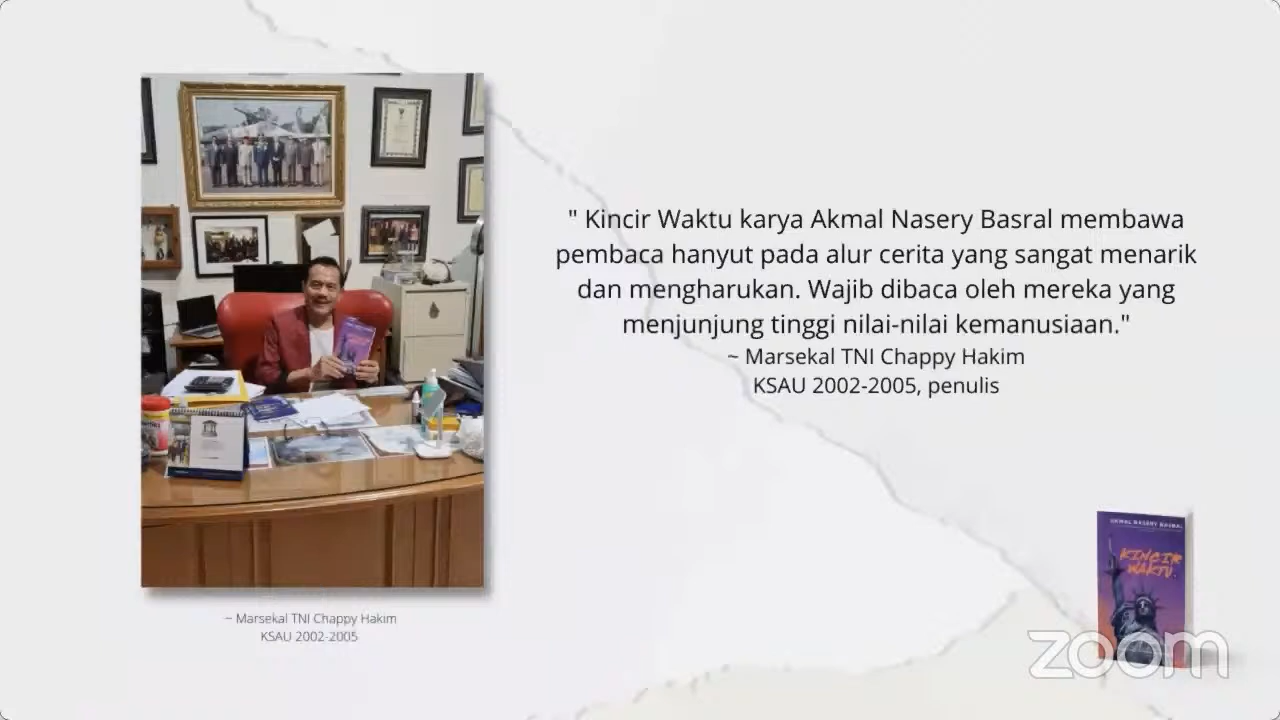 " Kincir Waktu karya Akmal Nasery Basral membawa
pembaca hanyut pada alur cerita yang sangat menarik
dan mengharukan. Wajib dibaca oleh mereka yang
menjunjung tinggi nilai-nilai kemanusiaan."
~ Marsekal TNI Chappy Hakim
KSAU 2002-2005, penulis
~ Marsekal TNI Chappy Hakim
KSAU 2002-2005
AKMAL NASERY BASRAL
KINCIR
WAKTU
zoom